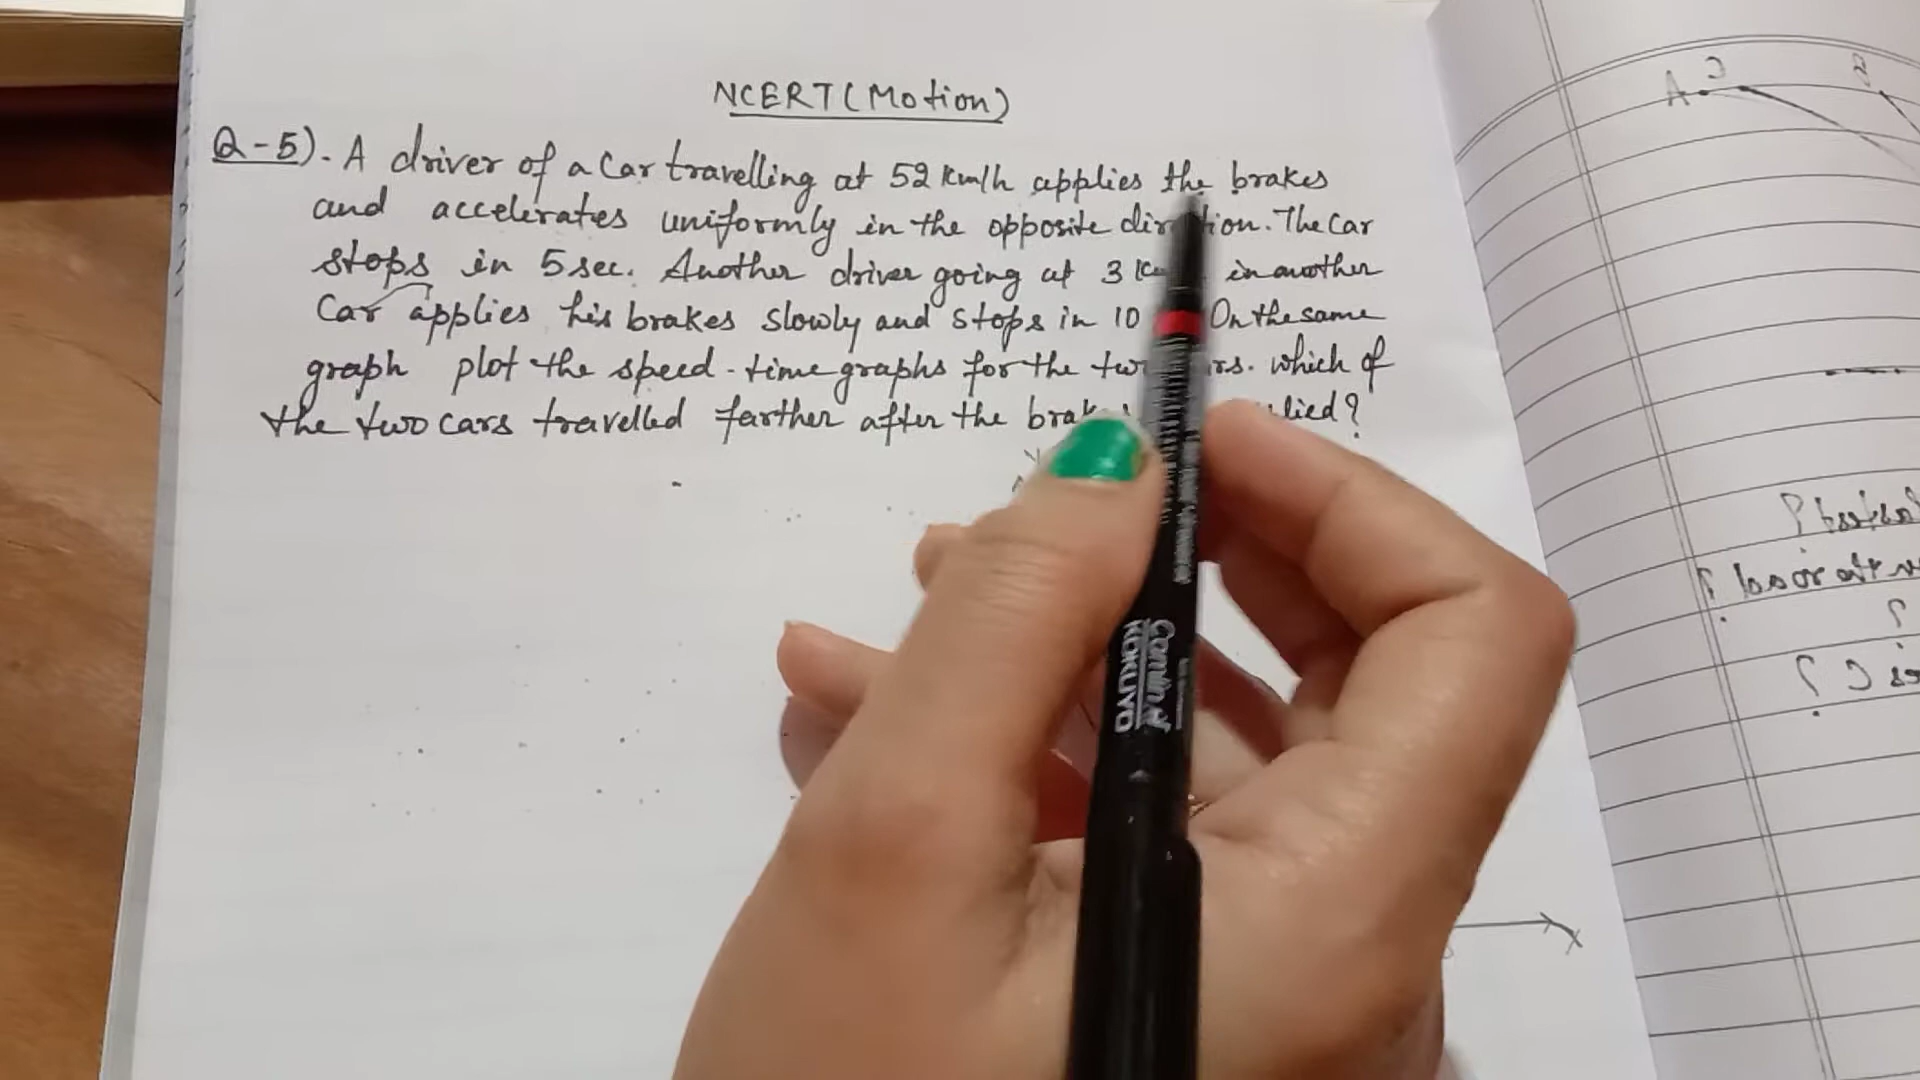 NCERT (Motion)
Q-5). A driver of a car travelling at 52 km/h applies the brakes
and accelerates uniformly in the opposite direction. The car
stops in 5 sec. Another driver going at 3 in another
car applies his brakes slowly and stops in 10 On the same
graph plot the speed-time graphs for the two cars. which of
the two cars travelled farther after the
A
B
X
Camlin
KOKUYO